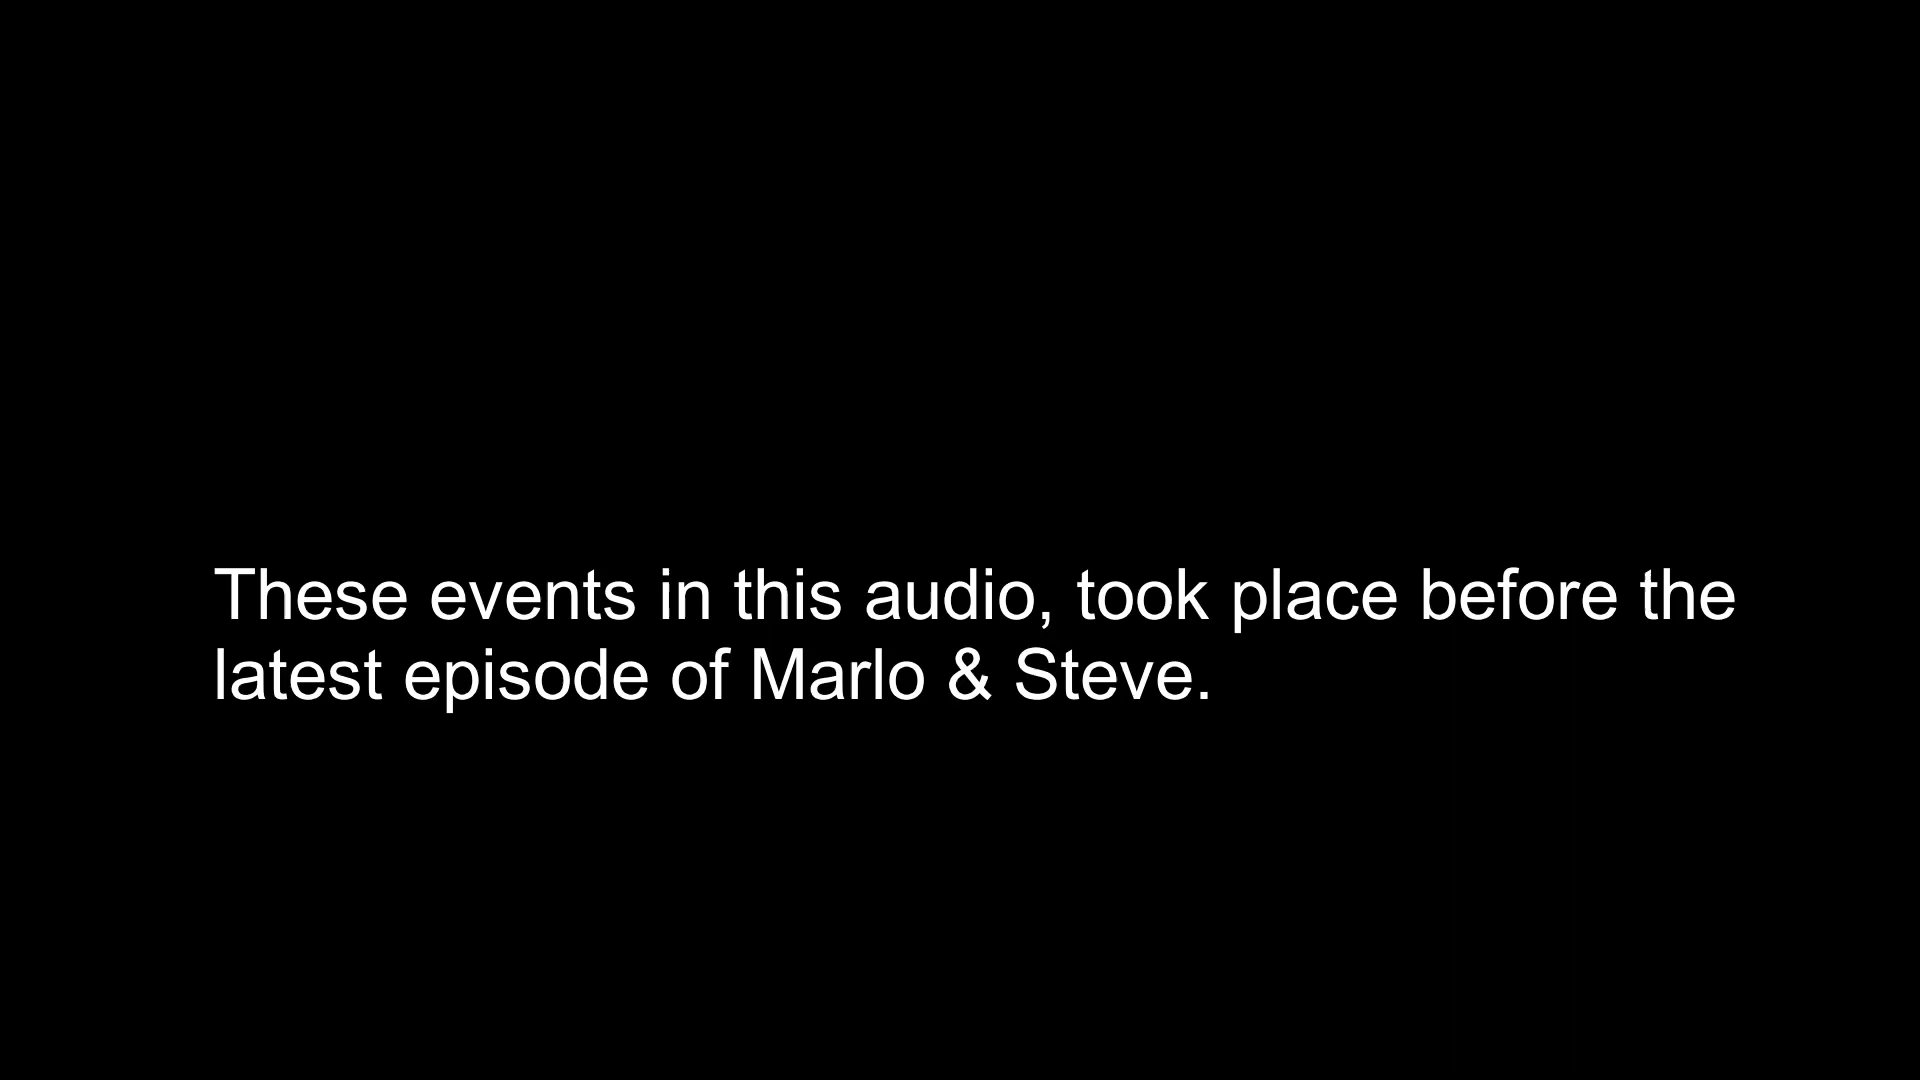 These events in this audio, took place before the
latest episode of Marlo & Steve.